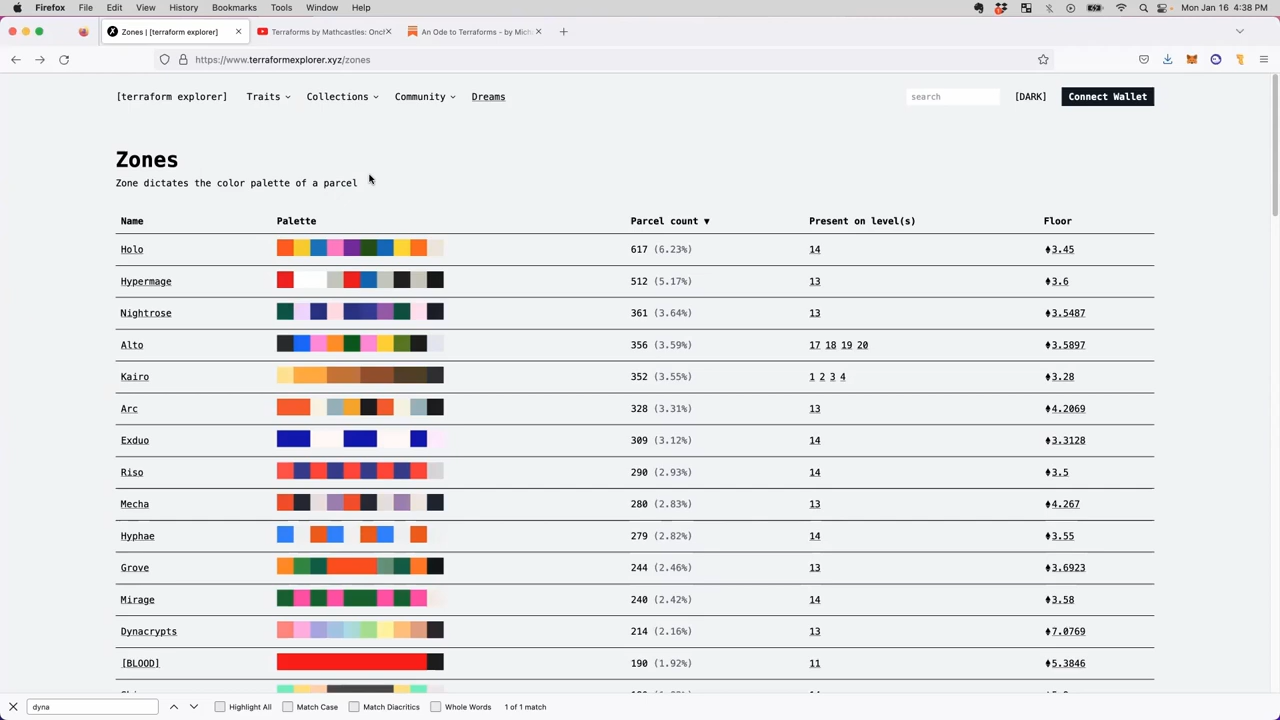 Firefox File Edit View History Bookmarks Tools Window Help Mon Jan 16 4:38 PM
Zones | [terraform explorer] Terraforms by Mathcastles: Oncl An Ode to Terraforms - by Mich
https://www.terraformexplorer.xyz/zones
[terraform explorer] Traits Collections Community Dreams search [DARK] Connect Wallet
Zones
Zone dictates the color palette of a parcel
Name Palette Parcel count ▼ Present on level(s) Floor
Holo 617 (6.23%) 14 ♦3.45
Hypermage 512 (5.17%) 13 ♦3.6
Nightrose 361 (3.64%) 13 ♦3.5487
Alto 356 (3.59%) 17 18 19 20 ♦3.5897
Kairo 352 (3.55%) 1 2 3 4 ♦3.28
Arc 328 (3.31%) 13 ♦4.2069
Exduo 309 (3.12%) 14 ♦3.3128
Riso 290 (2.93%) 14 ♦3.5
Mecha 280 (2.83%) 13 ♦4.267
Hyphae 279 (2.82%) 14 ♦3.55
Grove 244 (2.46%) 13 ♦3.6923
Mirage 240 (2.42%) 14 ♦3.58
Dynacrypts 214 (2.16%) 13 ♦7.0769
[BLOOD] 190 (1.92%) 11 ♦5.3846
dyna Highlight All Match Case Match Diacritics Whole Words 1 of 1 match